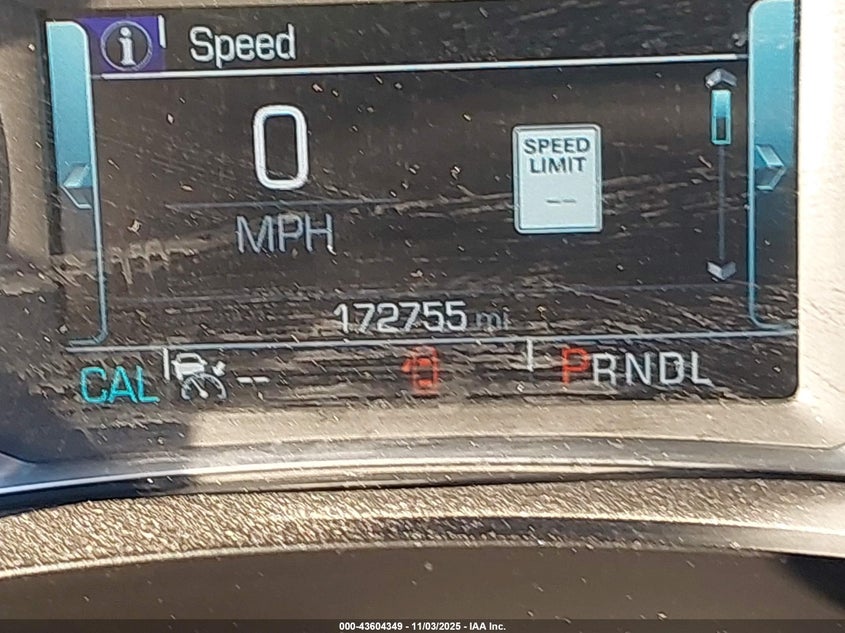 i Speed
0
MPH
SPEED
LIMIT
---
172755 mi
CAL -- PRNDL
000-43604349 - 11/03/2025 - IAA Inc.